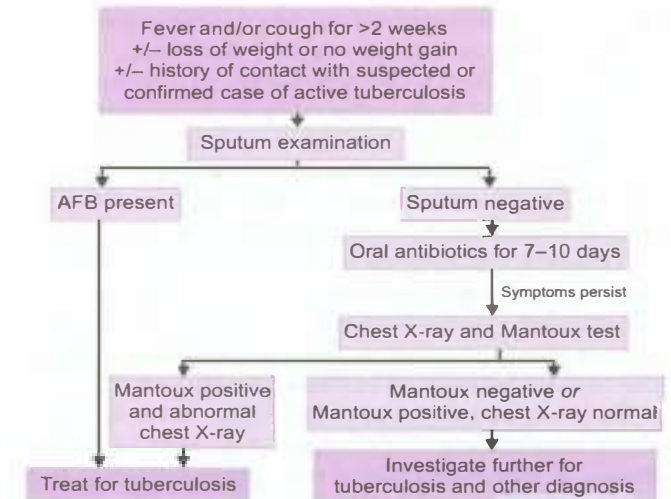 Fever and/or cough for >2 weeks
+/– loss of weight or no weight gain
+/– history of contact with suspected or
confirmed case of active tuberculosis
Sputum examination
AFB present
Sputum negative
Oral antibiotics for 7–10 days
Symptoms persist
Chest X-ray and Mantoux test
Mantoux positive
and abnormal
chest X-ray
Mantoux negative or
Mantoux positive, chest X-ray normal
Treat for tuberculosis
Investigate further for
tuberculosis and other diagnosis